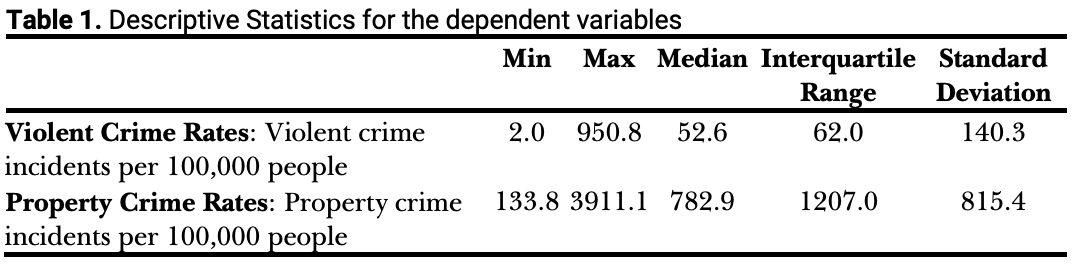 Table 1. Descriptive Statistics for the dependent variables
Min Max Median Interquartile Range Standard Deviation
Violent Crime Rates: Violent crime incidents per 100,000 people 2.0 950.8 52.6 62.0 140.3
Property Crime Rates: Property crime incidents per 100,000 people 133.8 3911.1 782.9 1207.0 815.4